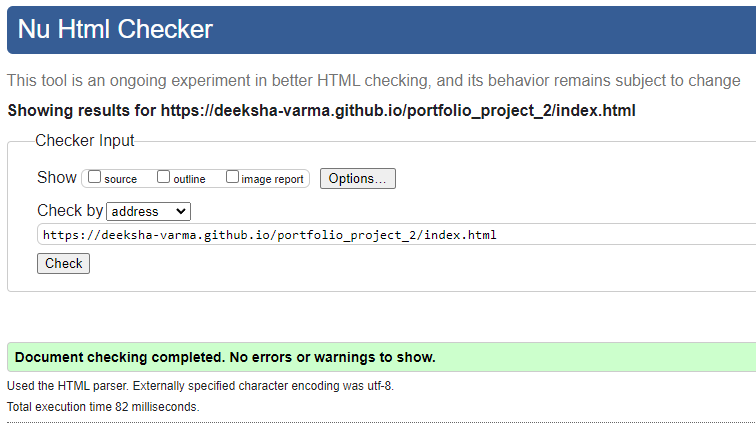 Nu Html Checker
This tool is an ongoing experiment in better HTML checking, and its behavior remains subject to change
Showing results for https://deeksha-varma.github.io/portfolio_project_2/index.html
Checker Input
Show source outline image report Options...
Check by address
https://deeksha-varma.github.io/portfolio_project_2/index.html
Check
Document checking completed. No errors or warnings to show.
Used the HTML parser. Externally specified character encoding was utf-8.
Total execution time 82 milliseconds.